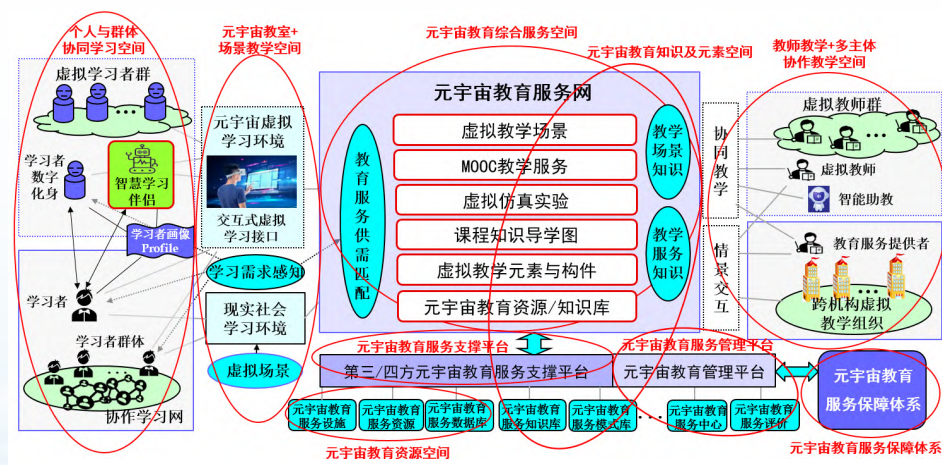 个人与群体
协同学习空间
元宇宙教室+
场景教学空间
元宇宙教育综合服务空间
元宇宙教育知识及元素空间
教师教学+多主体
协作教学空间
虚拟学习者群
学习者
数字
化身
智慧学习
伴侣
学习者画像
Profile
学习者
学习者群体
协作学习网
元宇宙虚拟
学习环境
交互式虚拟
学习接口
学习需求感知
现实社会
学习环境
虚拟场景
元宇宙教育服务网
教育服务供需匹配
虚拟教学场景
MOOC教学服务
虚拟仿真实验
课程知识导学图
虚拟教学元素与构件
元宇宙教育资源/知识库
教学场景知识
教学服务知识
协同教学
情景交互
虚拟教师群
虚拟教师
智能助教
教育服务提供者
跨机构虚拟
教学组织
元宇宙教育服务支撑平台
元宇宙教育服务管理平台
第三/四方元宇宙教育服务支撑平台
元宇宙教育管理平台
元宇宙教育
服务保障体系
元宇宙教育
服务设施
元宇宙教育
服务资源
元宇宙教育
服务数据库
元宇宙教育
服务知识库
元宇宙教育
服务模式库
元宇宙教育
服务中心
元宇宙教育
服务评价
元宇宙教育资源空间
元宇宙教育服务保障体系